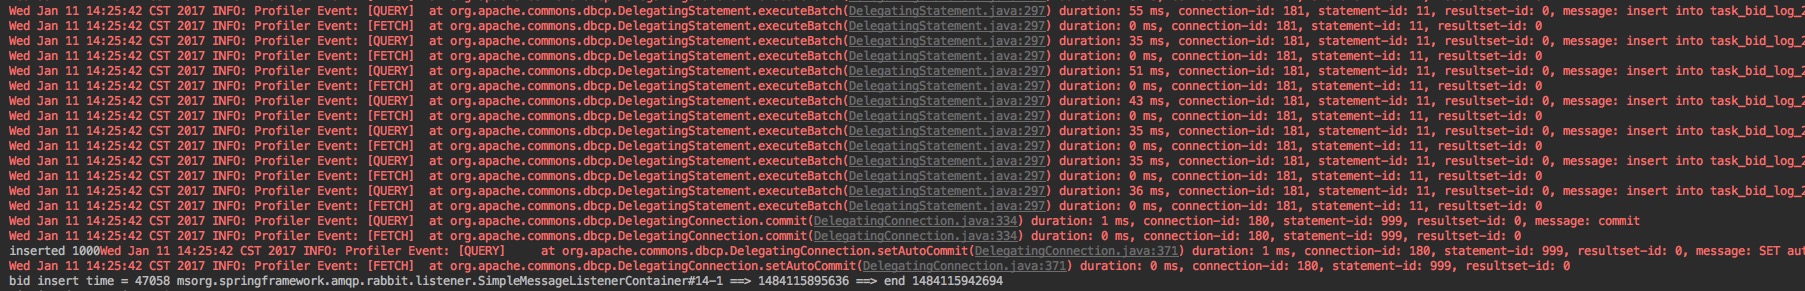 Wed Jan 11 14:25:42 CST 2017 INFO: Profiler Event: [QUERY]  at org.apache.commons.dbcp.DelegatingStatement.executeBatch(DelegatingStatement.java:297) duration: 55 ms, connection-id: 181, statement-id: 11, resultset-id: 0, message: insert into task_bid_log_2
Wed Jan 11 14:25:42 CST 2017 INFO: Profiler Event: [FETCH]  at org.apache.commons.dbcp.DelegatingStatement.executeBatch(DelegatingStatement.java:297) duration: 0 ms, connection-id: 181, statement-id: 11, resultset-id: 0
Wed Jan 11 14:25:42 CST 2017 INFO: Profiler Event: [QUERY]  at org.apache.commons.dbcp.DelegatingStatement.executeBatch(DelegatingStatement.java:297) duration: 35 ms, connection-id: 181, statement-id: 11, resultset-id: 0, message: insert into task_bid_log_2
Wed Jan 11 14:25:42 CST 2017 INFO: Profiler Event: [FETCH]  at org.apache.commons.dbcp.DelegatingStatement.executeBatch(DelegatingStatement.java:297) duration: 0 ms, connection-id: 181, statement-id: 11, resultset-id: 0
Wed Jan 11 14:25:42 CST 2017 INFO: Profiler Event: [QUERY]  at org.apache.commons.dbcp.DelegatingStatement.executeBatch(DelegatingStatement.java:297) duration: 51 ms, connection-id: 181, statement-id: 11, resultset-id: 0, message: insert into task_bid_log_2
Wed Jan 11 14:25:42 CST 2017 INFO: Profiler Event: [FETCH]  at org.apache.commons.dbcp.DelegatingStatement.executeBatch(DelegatingStatement.java:297) duration: 0 ms, connection-id: 181, statement-id: 11, resultset-id: 0
Wed Jan 11 14:25:42 CST 2017 INFO: Profiler Event: [QUERY]  at org.apache.commons.dbcp.DelegatingStatement.executeBatch(DelegatingStatement.java:297) duration: 43 ms, connection-id: 181, statement-id: 11, resultset-id: 0, message: insert into task_bid_log_2
Wed Jan 11 14:25:42 CST 2017 INFO: Profiler Event: [FETCH]  at org.apache.commons.dbcp.DelegatingStatement.executeBatch(DelegatingStatement.java:297) duration: 0 ms, connection-id: 181, statement-id: 11, resultset-id: 0
Wed Jan 11 14:25:42 CST 2017 INFO: Profiler Event: [QUERY]  at org.apache.commons.dbcp.DelegatingStatement.executeBatch(DelegatingStatement.java:297) duration: 35 ms, connection-id: 181, statement-id: 11, resultset-id: 0, message: insert into task_bid_log_2
Wed Jan 11 14:25:42 CST 2017 INFO: Profiler Event: [FETCH]  at org.apache.commons.dbcp.DelegatingStatement.executeBatch(DelegatingStatement.java:297) duration: 0 ms, connection-id: 181, statement-id: 11, resultset-id: 0
Wed Jan 11 14:25:42 CST 2017 INFO: Profiler Event: [QUERY]  at org.apache.commons.dbcp.DelegatingStatement.executeBatch(DelegatingStatement.java:297) duration: 35 ms, connection-id: 181, statement-id: 11, resultset-id: 0, message: insert into task_bid_log_2
Wed Jan 11 14:25:42 CST 2017 INFO: Profiler Event: [FETCH]  at org.apache.commons.dbcp.DelegatingStatement.executeBatch(DelegatingStatement.java:297) duration: 0 ms, connection-id: 181, statement-id: 11, resultset-id: 0
Wed Jan 11 14:25:42 CST 2017 INFO: Profiler Event: [QUERY]  at org.apache.commons.dbcp.DelegatingStatement.executeBatch(DelegatingStatement.java:297) duration: 36 ms, connection-id: 181, statement-id: 11, resultset-id: 0, message: insert into task_bid_log_2
Wed Jan 11 14:25:42 CST 2017 INFO: Profiler Event: [FETCH]  at org.apache.commons.dbcp.DelegatingStatement.executeBatch(DelegatingStatement.java:297) duration: 0 ms, connection-id: 181, statement-id: 11, resultset-id: 0
Wed Jan 11 14:25:42 CST 2017 INFO: Profiler Event: [QUERY]  at org.apache.commons.dbcp.DelegatingConnection.commit(DelegatingConnection.java:334) duration: 1 ms, connection-id: 180, statement-id: 999, resultset-id: 0, message: commit
Wed Jan 11 14:25:42 CST 2017 INFO: Profiler Event: [FETCH]  at org.apache.commons.dbcp.DelegatingConnection.commit(DelegatingConnection.java:334) duration: 0 ms, connection-id: 180, statement-id: 999, resultset-id: 0
inserted 1000Wed Jan 11 14:25:42 CST 2017 INFO: Profiler Event: [QUERY]     at org.apache.commons.dbcp.DelegatingConnection.setAutoCommit(DelegatingConnection.java:371) duration: 1 ms, connection-id: 180, statement-id: 999, resultset-id: 0, message: SET aut
Wed Jan 11 14:25:42 CST 2017 INFO: Profiler Event: [FETCH]  at org.apache.commons.dbcp.DelegatingConnection.setAutoCommit(DelegatingConnection.java:371) duration: 0 ms, connection-id: 180, statement-id: 999, resultset-id: 0
bid insert time = 47058 msorg.springframework.amqp.rabbit.listener.SimpleMessageListenerContainer#14-1 ==> 1484115895636 ==> end 1484115942694